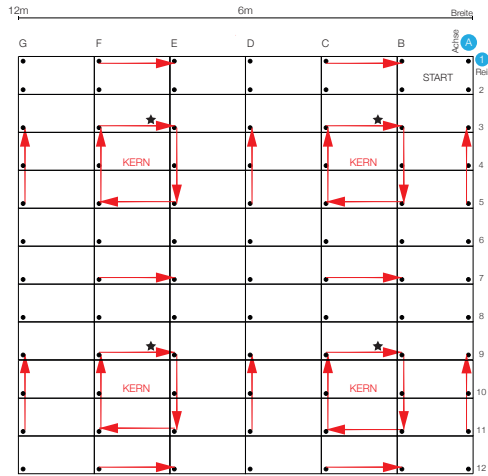 12m 6m Breite
G F E D C B Achse A
1
Rei
START
2
3
KERN KERN
4
5
6
7
8
9
KERN KERN
10
11
12